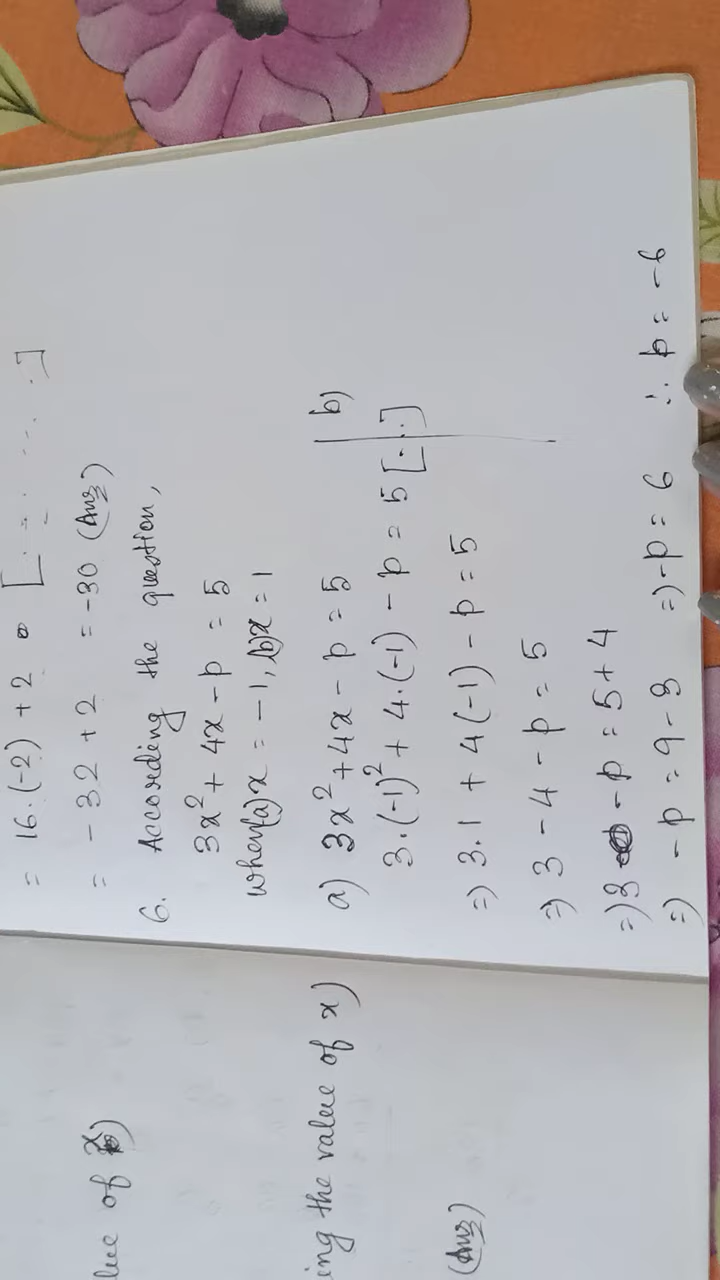 = 16.(-2) + 2 [ ... ]
= -32 + 2 = -30 (Ans)
6. According the question,
3x² + 4x - p = 5
when (a) x = -1, (b) x = 1
a) 3x² + 4x - p = 5
b)
3.(-1)² + 4.(-1) - p = 5 [...]
=) 3.1 + 4(-1) - p = 5
=) 3 - 4 - p = 5
=) 3 - p = 5 + 4
=) - p = 9 - 3 =) -p = 6 ∴ p = -6
lue of x)
ing the value of x)
(Ans)